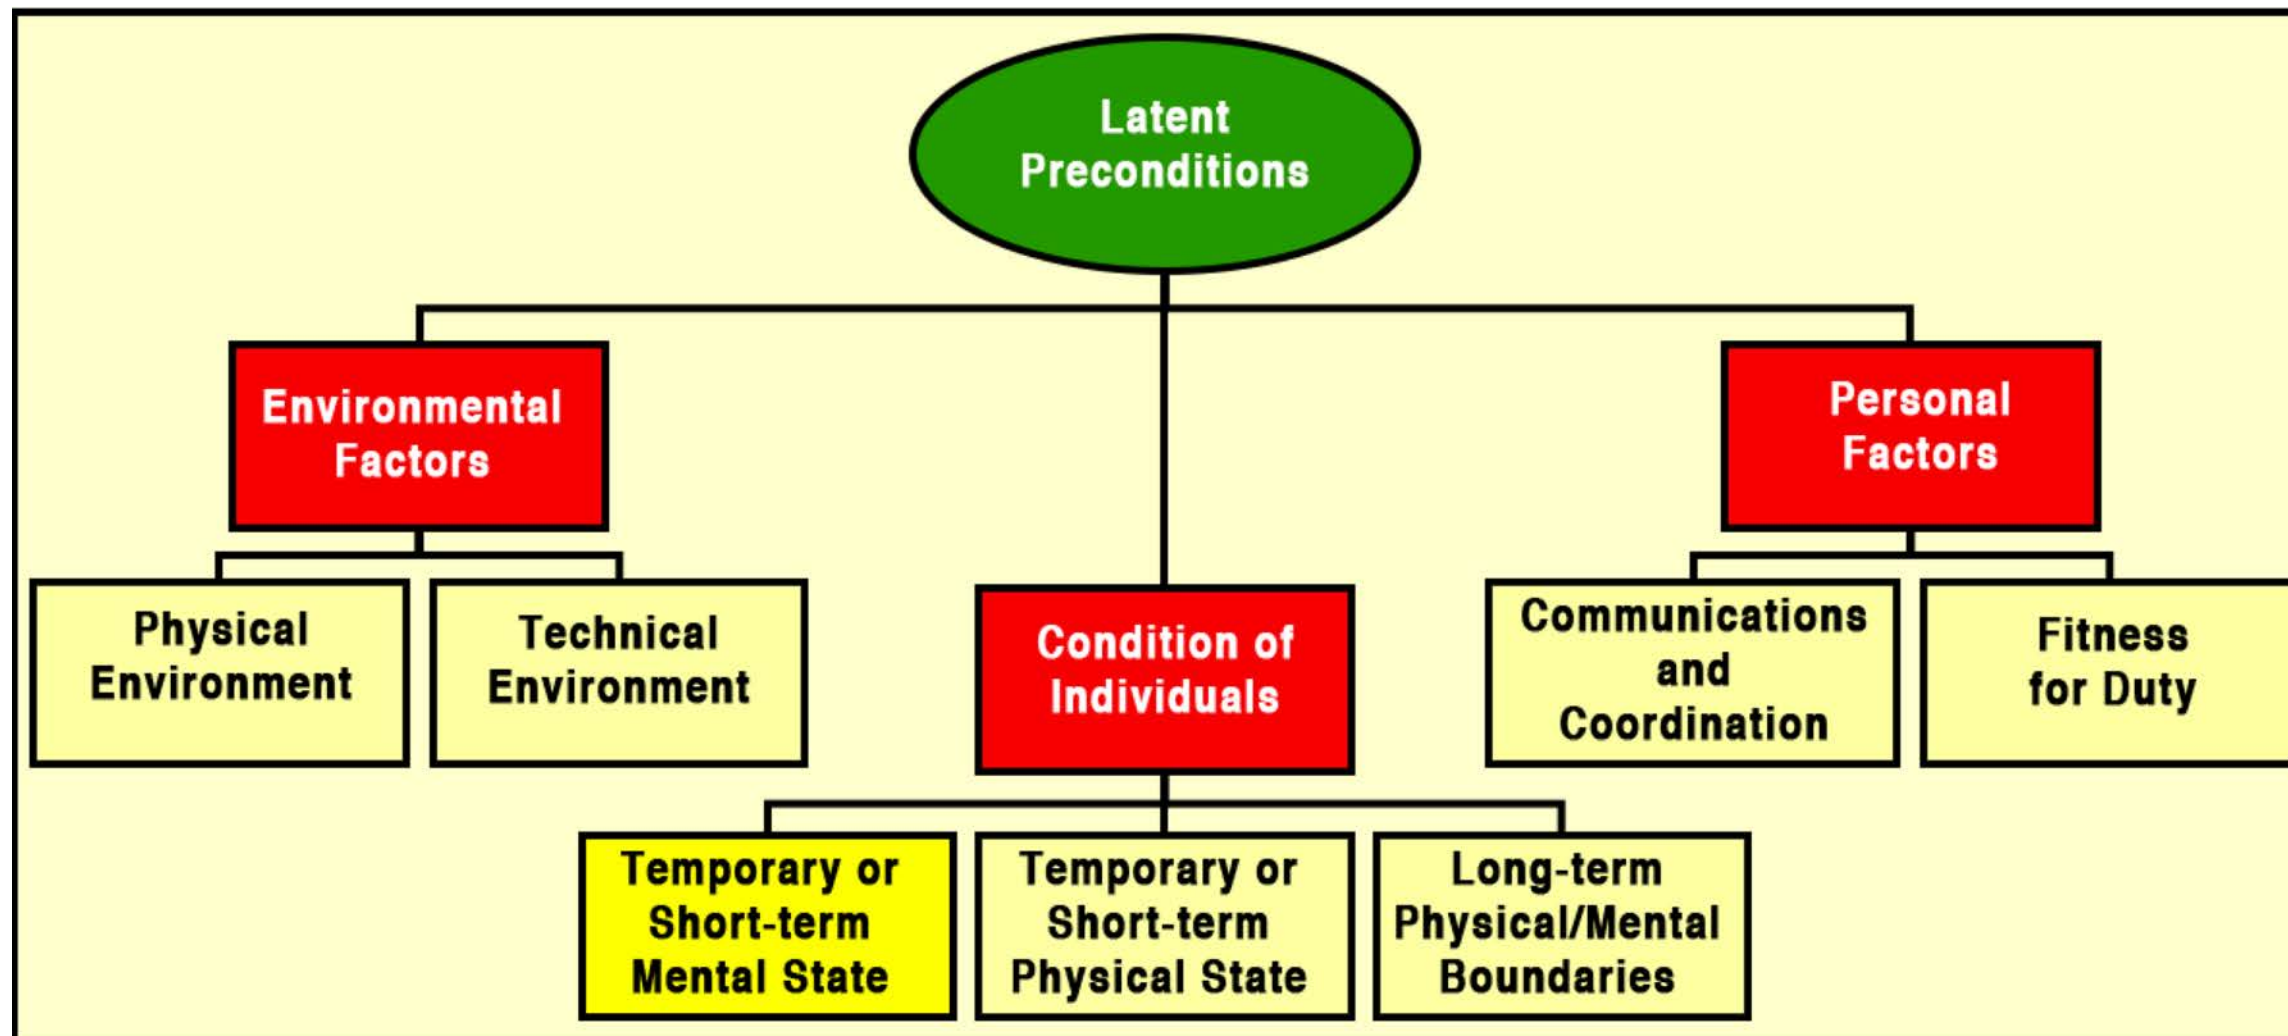 Latent
Preconditions
Environmental
Factors
Personal
Factors
Physical
Environment
Technical
Environment
Condition of
Individuals
Communications
and
Coordination
Fitness
for Duty
Temporary or
Short-term
Mental State
Temporary or
Short-term
Physical State
Long-term
Physical/Mental
Boundaries